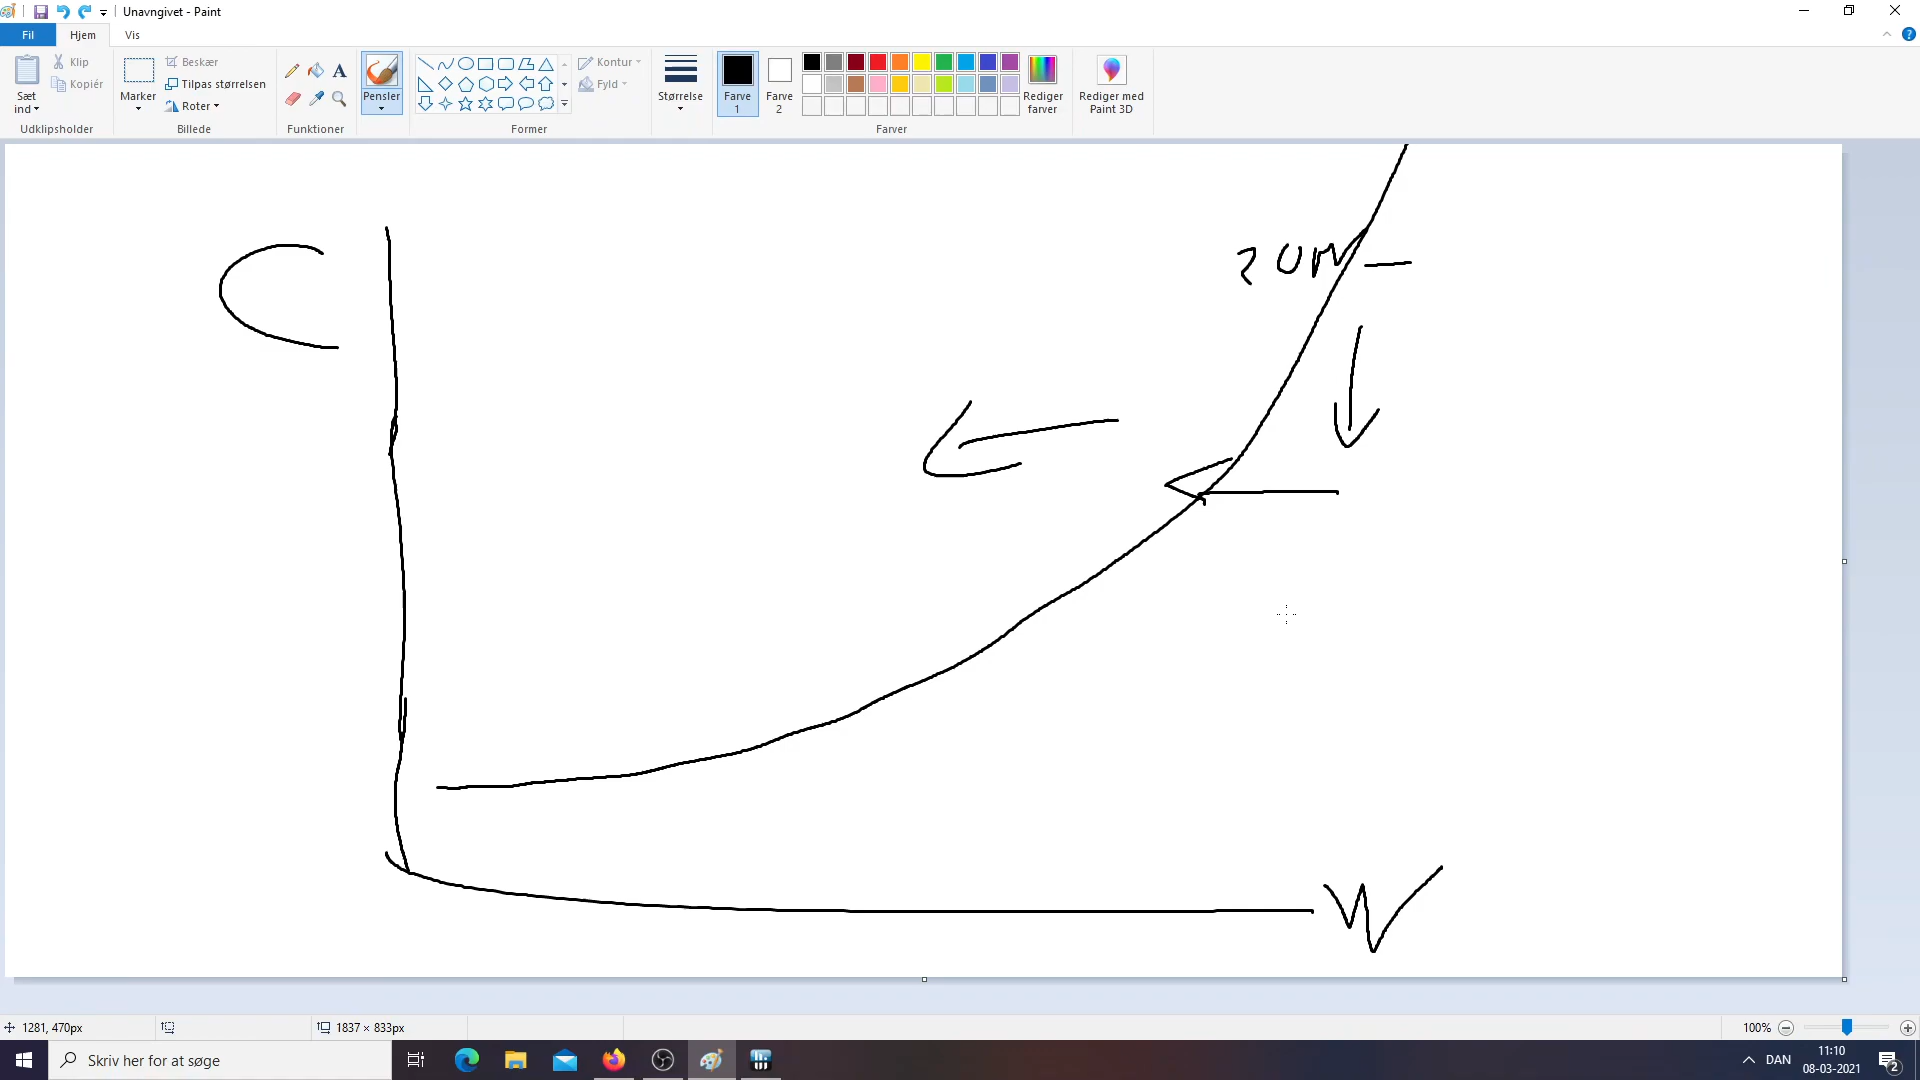 Unavngivet - Paint
Fil Hjem Vis
Sæt ind
Klip
Kopiér
Udklipsholder
Marker
Beskær
Tilpas størrelsen
Roter
Billede
Funktioner
Pensler
Kontur
Fyld
Former
Størrelse
Farve 1
Farve 2
Rediger farver
Farver
Rediger med Paint 3D
C
W
1281, 470px
1837 × 833px
100%
Skriv her for at søge
DAN
11:10
08-03-2021
2